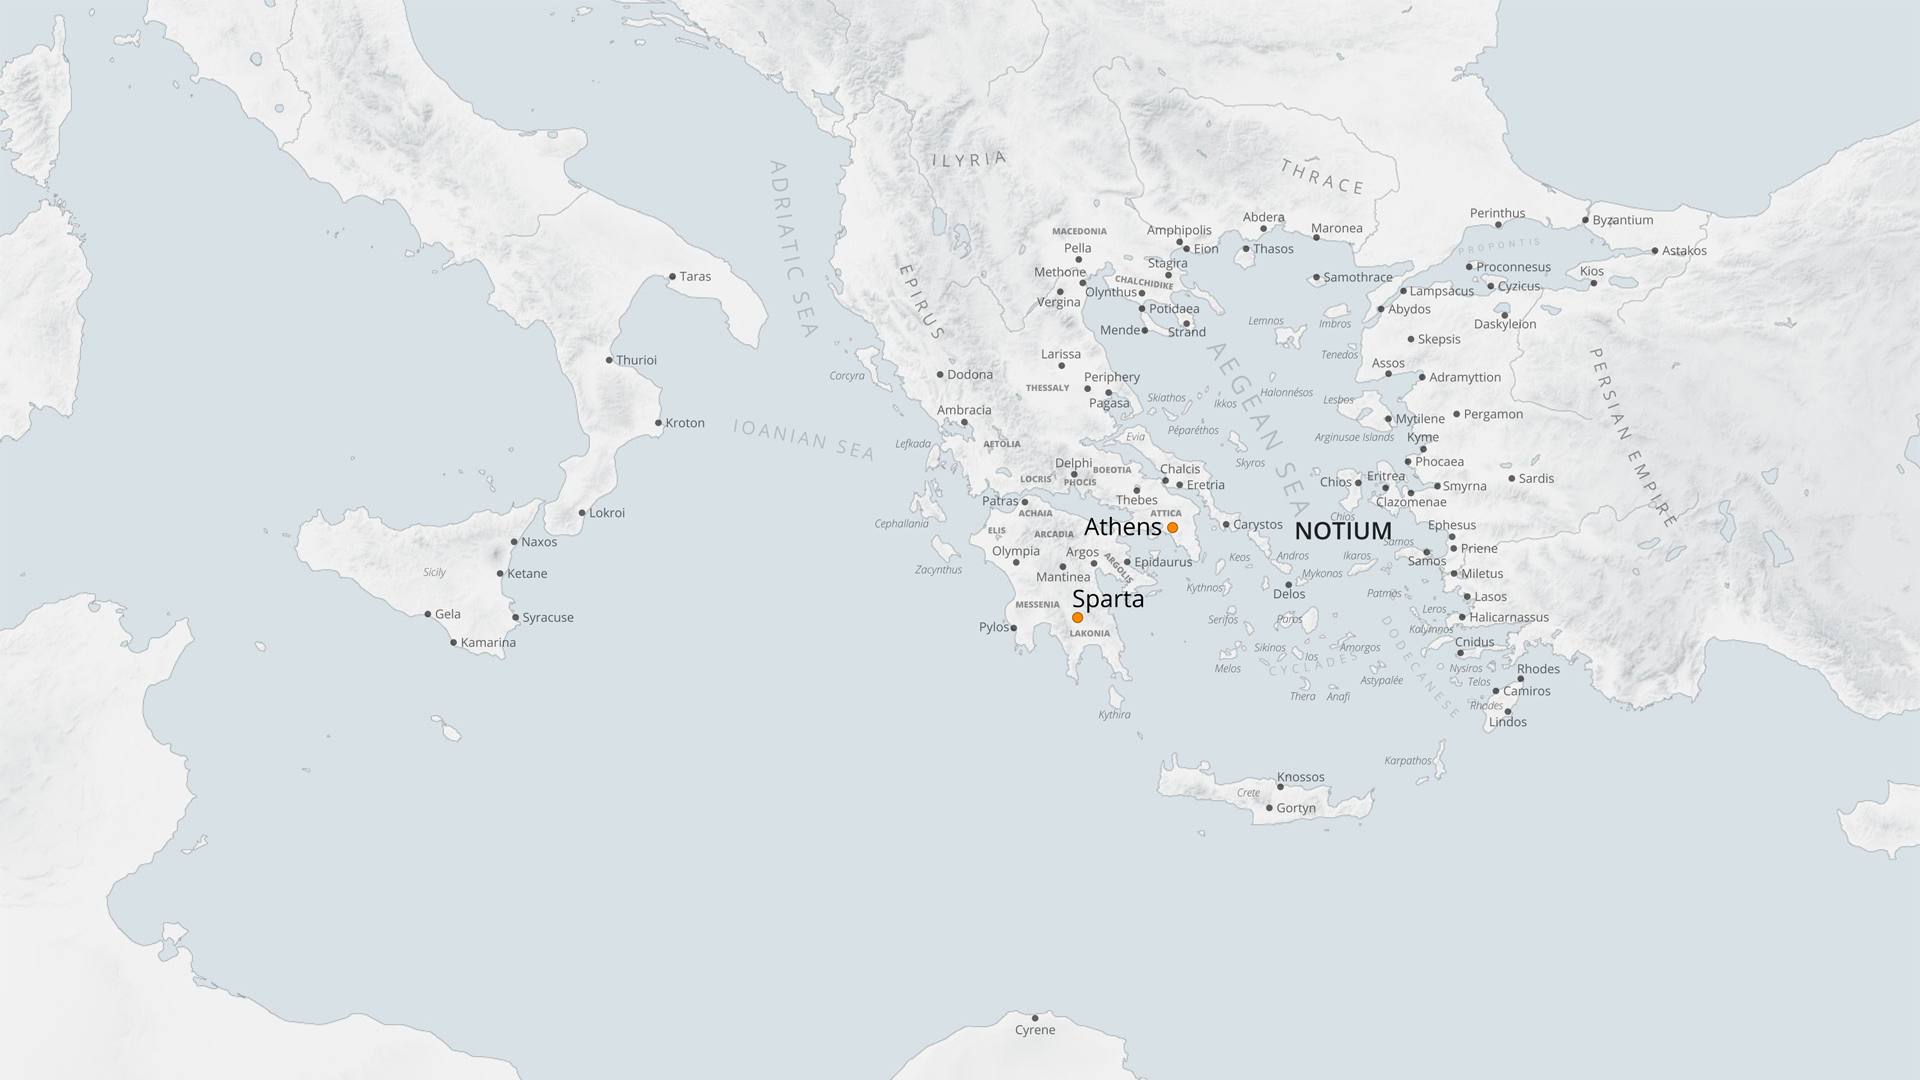 ILYRIA
THRACE
ADRIATIC SEA
Perinthus
Byzantium
Abdera
Maronea
Amphipolis
MACEDONIA
Pella
Eion
Thasos
PROPONTIS
Astakos
Stagira
Methone
Proconnesus
Kios
Taras
EPIRUS
CHALCHIDIKE
Samothrace
Cyzicus
Olynthus
Lampsacus
Vergina
Potidaea
Abydos
Mende
Strand
Lemnos
Imbros
Daskyleion
Skepsis
AEGEAN SEA
PERSIAN EMPIRE
Larissa
Tenedos
Thurioi
Assos
Corcyra
Dodona
Periphery
Adramyttion
THESSALY
Pagasa
Skiathos
Ikkos
Halonnésos
Lesbos
Ambracia
Pergamon
Kroton
Mytilene
IOANIAN SEA
Péparéthos
Evia
Arginusae Islands
Kyme
Lefkada
AETOLIA
Delphi
BOEOTIA
Chalcis
Skyros
Phocaea
LOCRIS
PHOCIS
Eretria
Chios
Eritrea
Smyrna
Sardis
Patras
Thebes
Clazomenae
Lokroi
ACHAIA
ATTICA
Chios
Cephallania
ELIS
ARCADIA
Athens
Carystos
NOTIUM
Ephesus
Naxos
Samos
Olympia
Argos
ARGOLIS
Epidaurus
Keos
Andros
Ikaros
Samos
Priene
Sicily
Ketane
Zacynthus
Mantinea
Mykonos
Miletus
Kythnos
Delos
Patmos
Lasos
MESSENIA
Sparta
Leros
Gela
Syracuse
Serifos
Paros
Halicarnassus
Pylos
LAKONIA
Kalymnos
DODECANESE
Kamarina
Sikinos
Ios
Amorgos
Cnidus
CYCLADES
Melos
Nysiros
Rhodes
Astypalée
Telos
Thera
Anafi
Camiros
Rhodes
Kythira
Lindos
Karpathos
Knossos
Crete
Gortyn
Cyrene